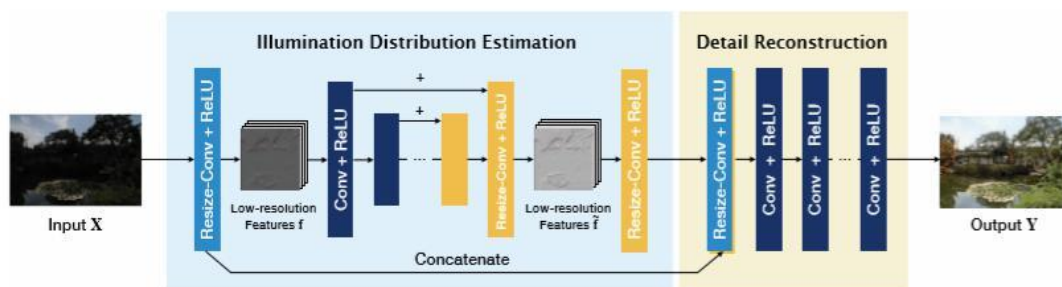 Illumination Distribution Estimation
Detail Reconstruction
Input X
Resize-Conv + ReLU
Low-resolution
Features f
Conv + ReLU
+
+
...
Resize-Conv + ReLU
Low-resolution
Features f̃
Resize-Conv + ReLU
Concatenate
Resize-Conv + ReLU
Conv + ReLU
Conv + ReLU
...
Conv + ReLU
Output Y